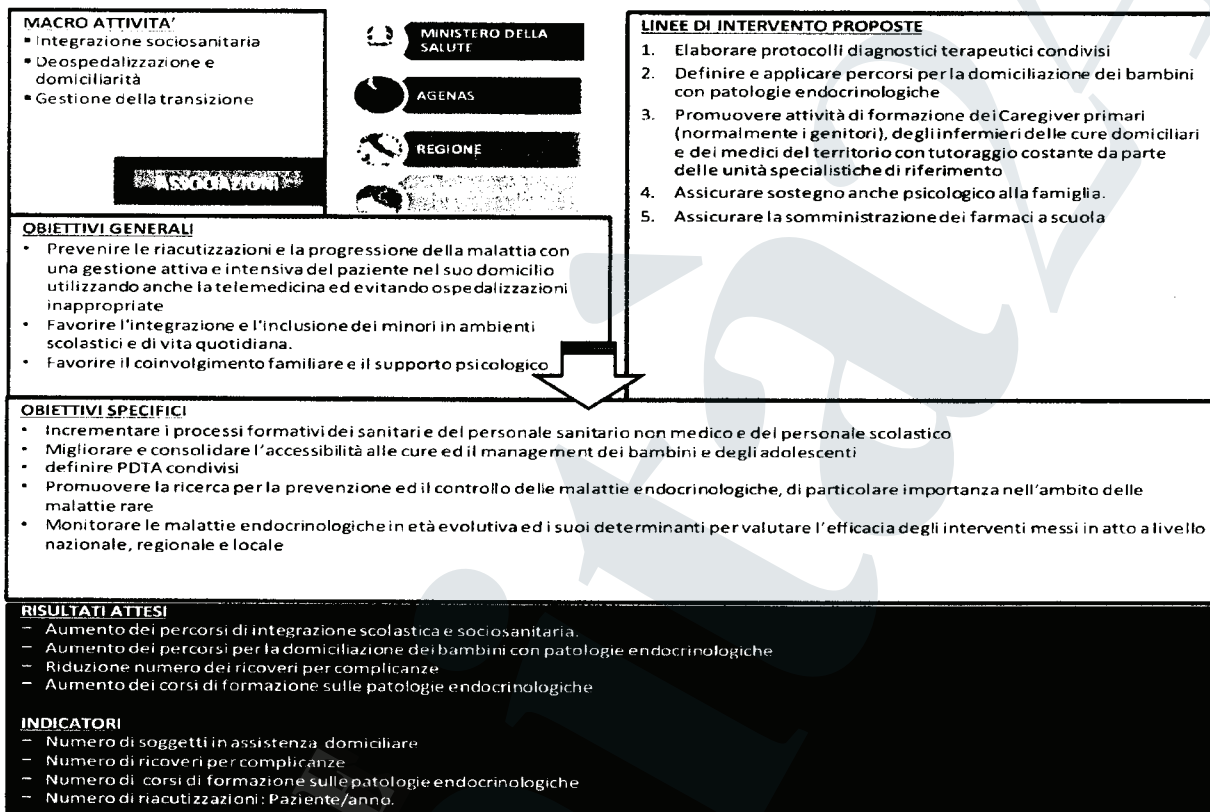 MACRO ATTIVITA'
▪ Integrazione sociosanitaria
▪ Deospedalizzazione e
domiciliarità
▪ Gestione della transizione
ASSOCIAZIONI
MINISTERO DELLA
SALUTE
AGENAS
REGIONE
LINEE DI INTERVENTO PROPOSTE
1. Elaborare protocolli diagnostici terapeutici condivisi
2. Definire e applicare percorsi per la domiciliazione dei bambini
con patologie endocrinologiche
3. Promuovere attività di formazione dei Caregiver primari
(normalmente i genitori), degli infermieri delle cure domiciliari
e dei medici del territorio con tutoraggio costante da parte
delle unità specialistiche di riferimento
4. Assicurare sostegno anche psicologico alla famiglia.
5. Assicurare la somministrazione dei farmaci a scuola
OBIETTIVI GENERALI
• Prevenire le riacutizzazioni e la progressione della malattia con
una gestione attiva e intensiva del paziente nel suo domicilio
utilizzando anche la telemedicina ed evitando ospedalizzazioni
inappropriate
• Favorire l'integrazione e l'inclusione dei minori in ambienti
scolastici e di vita quotidiana.
• Favorire il coinvolgimento familiare e il supporto psicologico
OBIETTIVI SPECIFICI
• Incrementare i processi formativi dei sanitari e del personale sanitario non medico e del personale scolastico
• Migliorare e consolidare l'accessibilità alle cure ed il management dei bambini e degli adolescenti
• definire PDTA condivisi
• Promuovere la ricerca per la prevenzione ed il controllo delle malattie endocrinologiche, di particolare importanza nell'ambito delle
malattie rare
• Monitorare le malattie endocrinologiche in età evolutiva ed i suoi determinanti per valutare l'efficacia degli interventi messi in atto a livello
nazionale, regionale e locale
RISULTATI ATTESI
– Aumento dei percorsi di integrazione scolastica e sociosanitaria.
– Aumento dei percorsi per la domiciliazione dei bambini con patologie endocrinologiche
– Riduzione numero dei ricoveri per complicanze
– Aumento dei corsi di formazione sulle patologie endocrinologiche
INDICATORI
– Numero di soggetti in assistenza domiciliare
– Numero di ricoveri per complicanze
– Numero di corsi di formazione sulle patologie endocrinologiche
– Numero di riacutizzazioni: Paziente/anno.